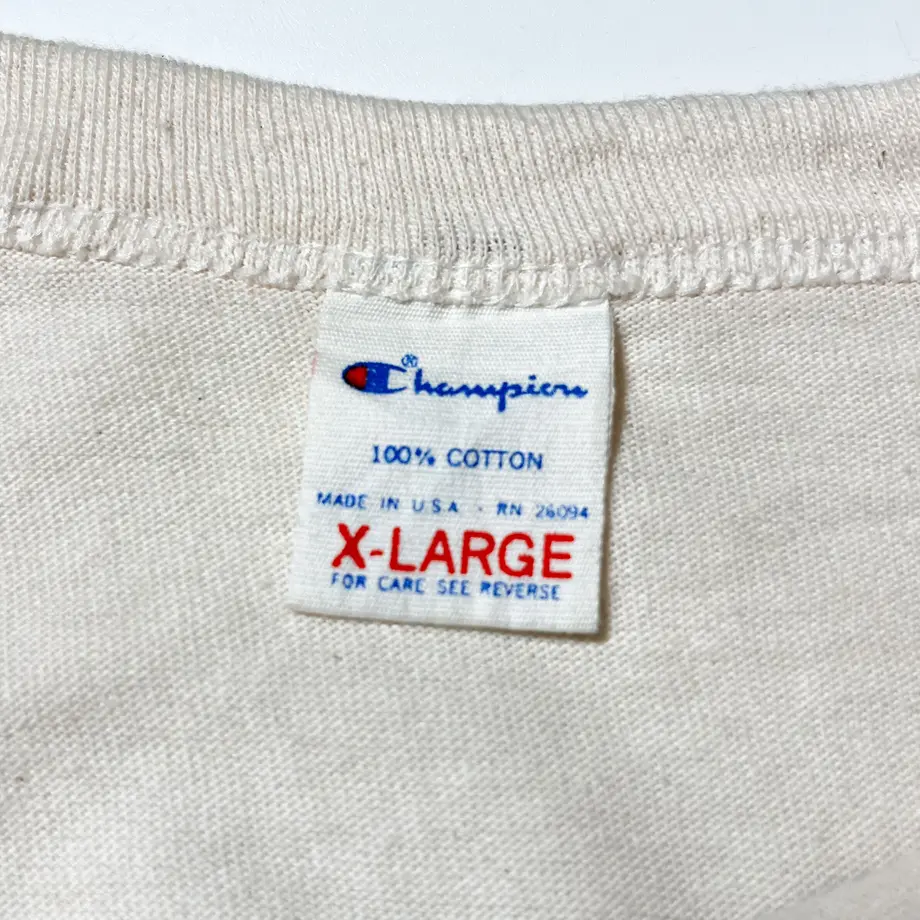 Champion®
100% COTTON
MADE IN U.S.A. - RN 26094
X-LARGE
FOR CARE SEE REVERSE